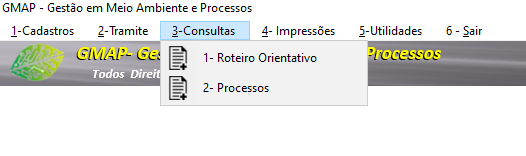 GMAP - Gestão em Meio Ambiente e Processos
1-Cadastros 2-Tramite 3-Consultas 4- Impressões 5-Utilidades 6 - Sair
GMAP- Ges Processos
Todos Direit
1- Roteiro Orientativo
2- Processos